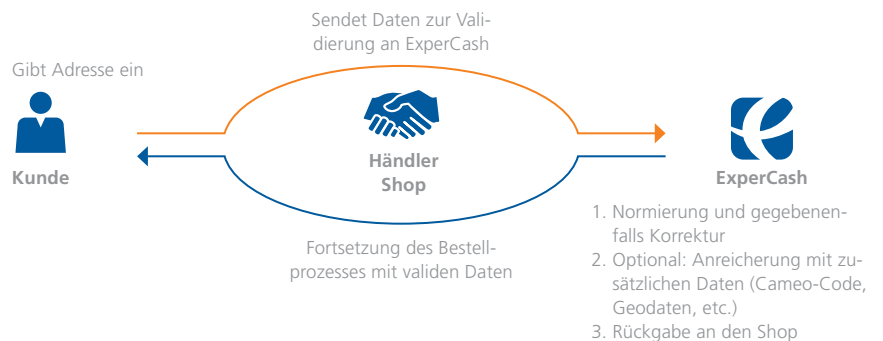 Sendet Daten zur Vali-
dierung an ExperCash
Gibt Adresse ein
Kunde
Händler
Shop
ExperCash
Fortsetzung des Bestell-
prozesses mit validen Daten
1. Normierung und gegebenen-
falls Korrektur
2. Optional: Anreicherung mit zu-
sätzlichen Daten (Cameo-Code,
Geodaten, etc.)
3. Rückgabe an den Shop